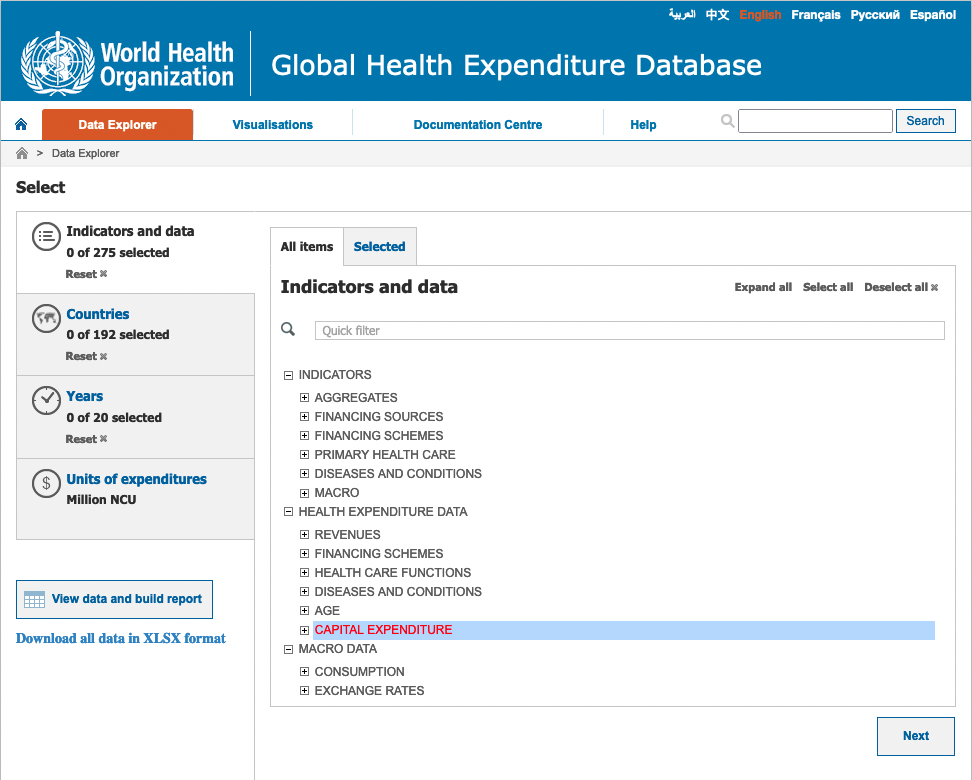 العربية 中文 English Français Русский Español
World Health Organization
Global Health Expenditure Database
Data Explorer Visualisations Documentation Centre Help Search
> Data Explorer
Select
Indicators and data
0 of 275 selected
Reset ✖
Countries
0 of 192 selected
Reset ✖
Years
0 of 20 selected
Reset ✖
$
Units of expenditures
Million NCU
View data and build report
Download all data in XLSX format
All items Selected
Indicators and data
Expand all Select all Deselect all ✖
Quick filter
INDICATORS
AGGREGATES
FINANCING SOURCES
FINANCING SCHEMES
PRIMARY HEALTH CARE
DISEASES AND CONDITIONS
MACRO
HEALTH EXPENDITURE DATA
REVENUES
FINANCING SCHEMES
HEALTH CARE FUNCTIONS
DISEASES AND CONDITIONS
AGE
CAPITAL EXPENDITURE
MACRO DATA
CONSUMPTION
EXCHANGE RATES
Next